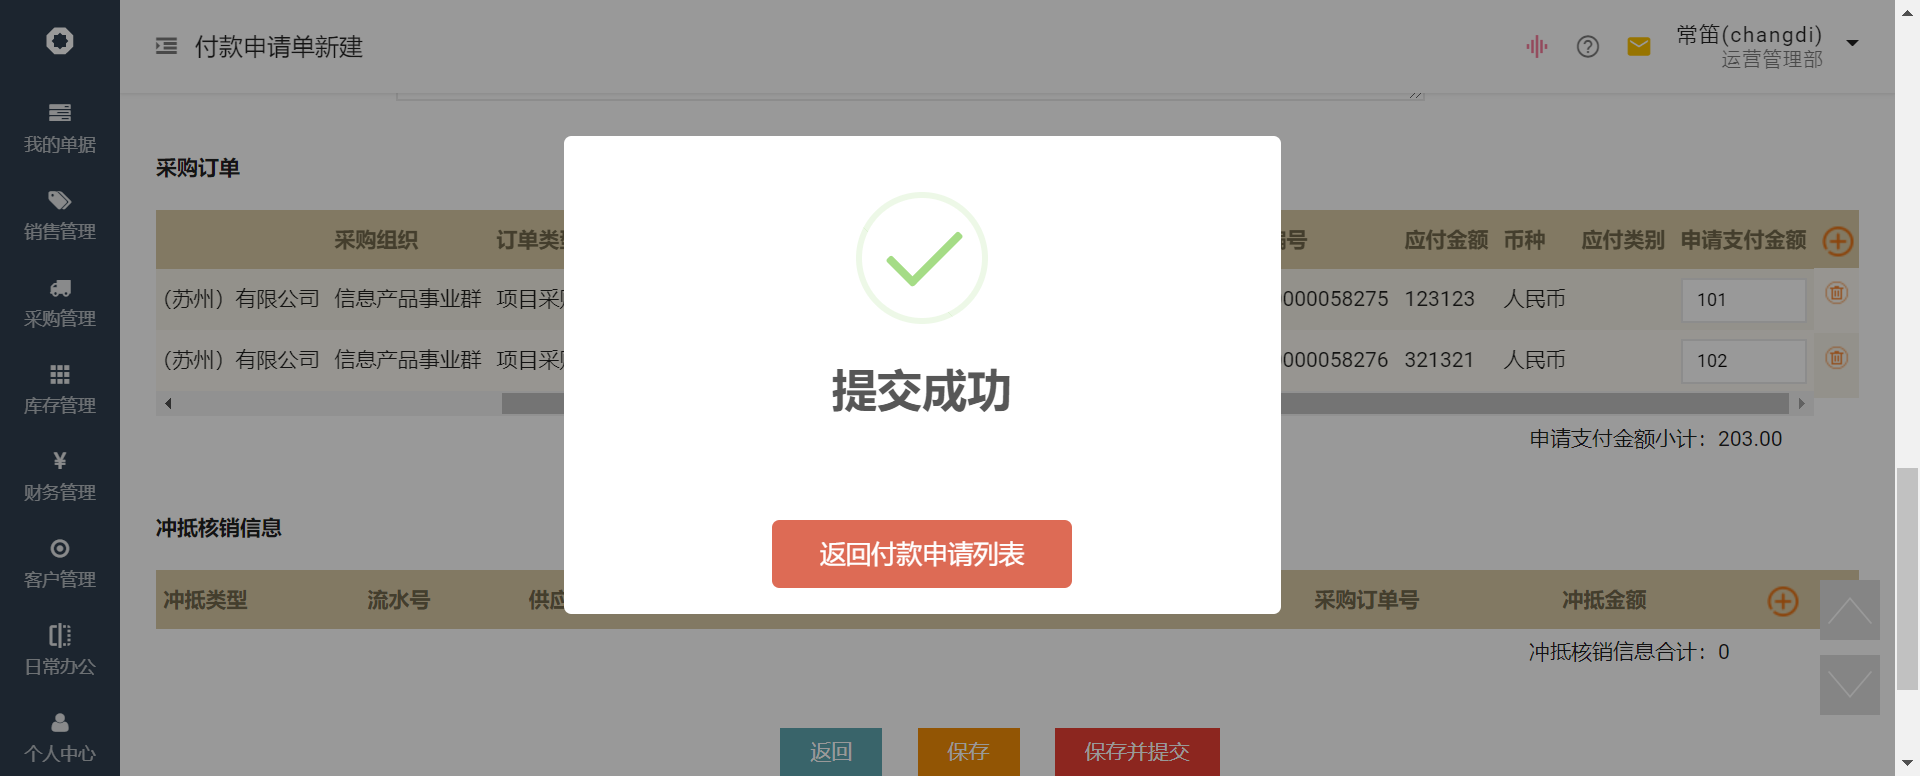 付款申请单新建
常笛(changdi)
运营管理部
我的单据
销售管理
采购管理
库存管理
财务管理
客户管理
日常办公
个人中心
采购订单
采购组织 订单类 号 应付金额 币种 应付类别 申请支付金额
（苏州）有限公司 信息产品事业群 项目采 000058275 123123 人民币 101
（苏州）有限公司 信息产品事业群 项目采 000058276 321321 人民币 102
申请支付金额小计：203.00
提交成功
返回付款申请列表
冲抵核销信息
冲抵类型 流水号 供应 采购订单号 冲抵金额
冲抵核销信息合计：0
返回 保存 保存并提交